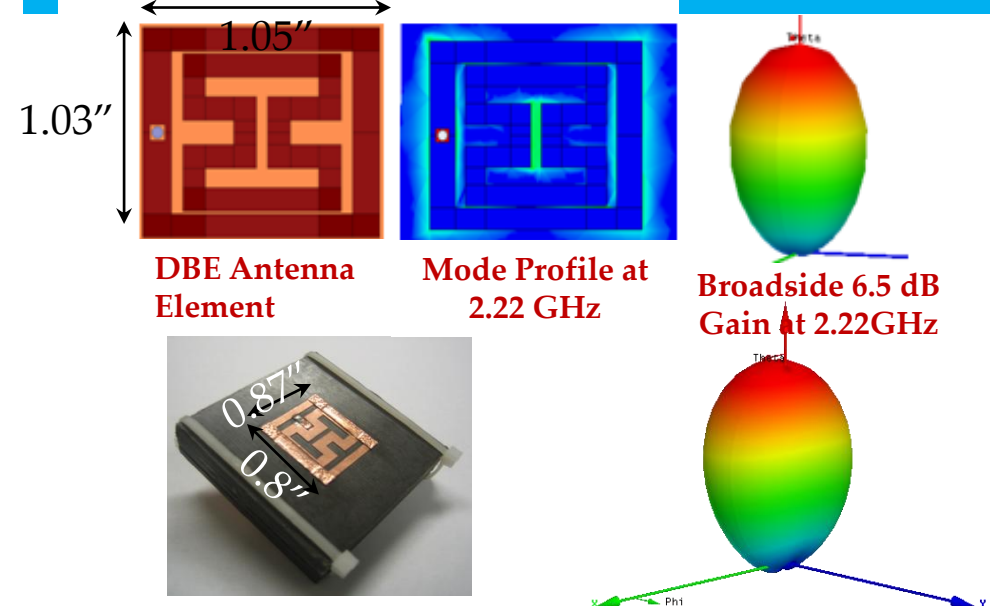 1.05″
1.03″
Theta
DBE Antenna
Element
Mode Profile at
2.22 GHz
Broadside 6.5 dB
Gain at 2.22GHz
Theta
0.87″
0.8″
Phi